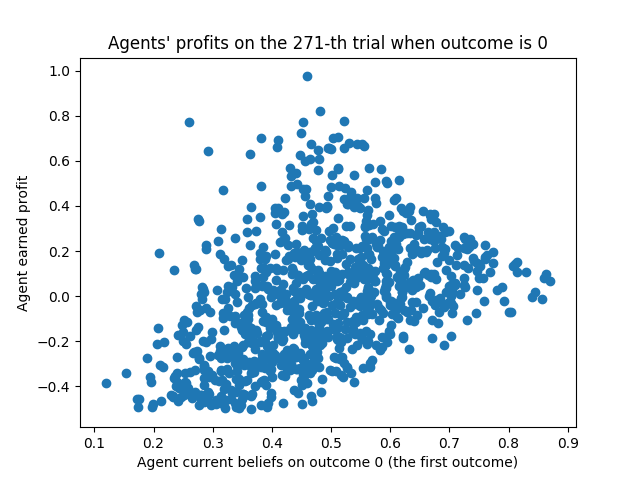 Agents' profits on the 271-th trial when outcome is 0
1.0
0.8
0.6
0.4
0.2
0.0
−0.2
−0.4
Agent earned profit
0.1 0.2 0.3 0.4 0.5 0.6 0.7 0.8 0.9
Agent current beliefs on outcome 0 (the first outcome)